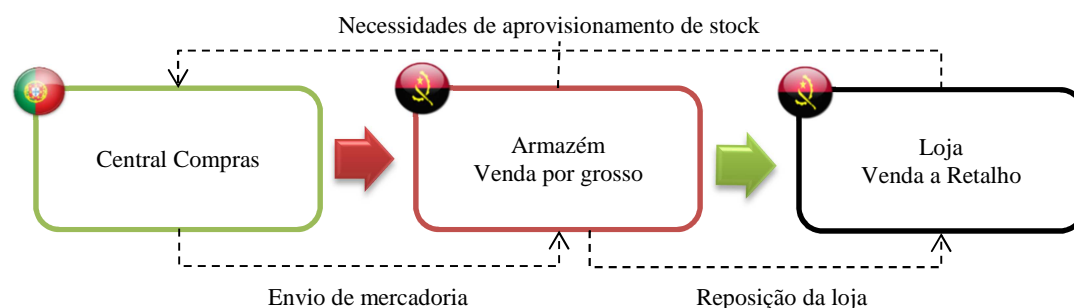 Necessidades de aprovisionamento de stock
Central Compras
Armazém
Venda por grosso
Loja
Venda a Retalho
Envio de mercadoria
Reposição da loja